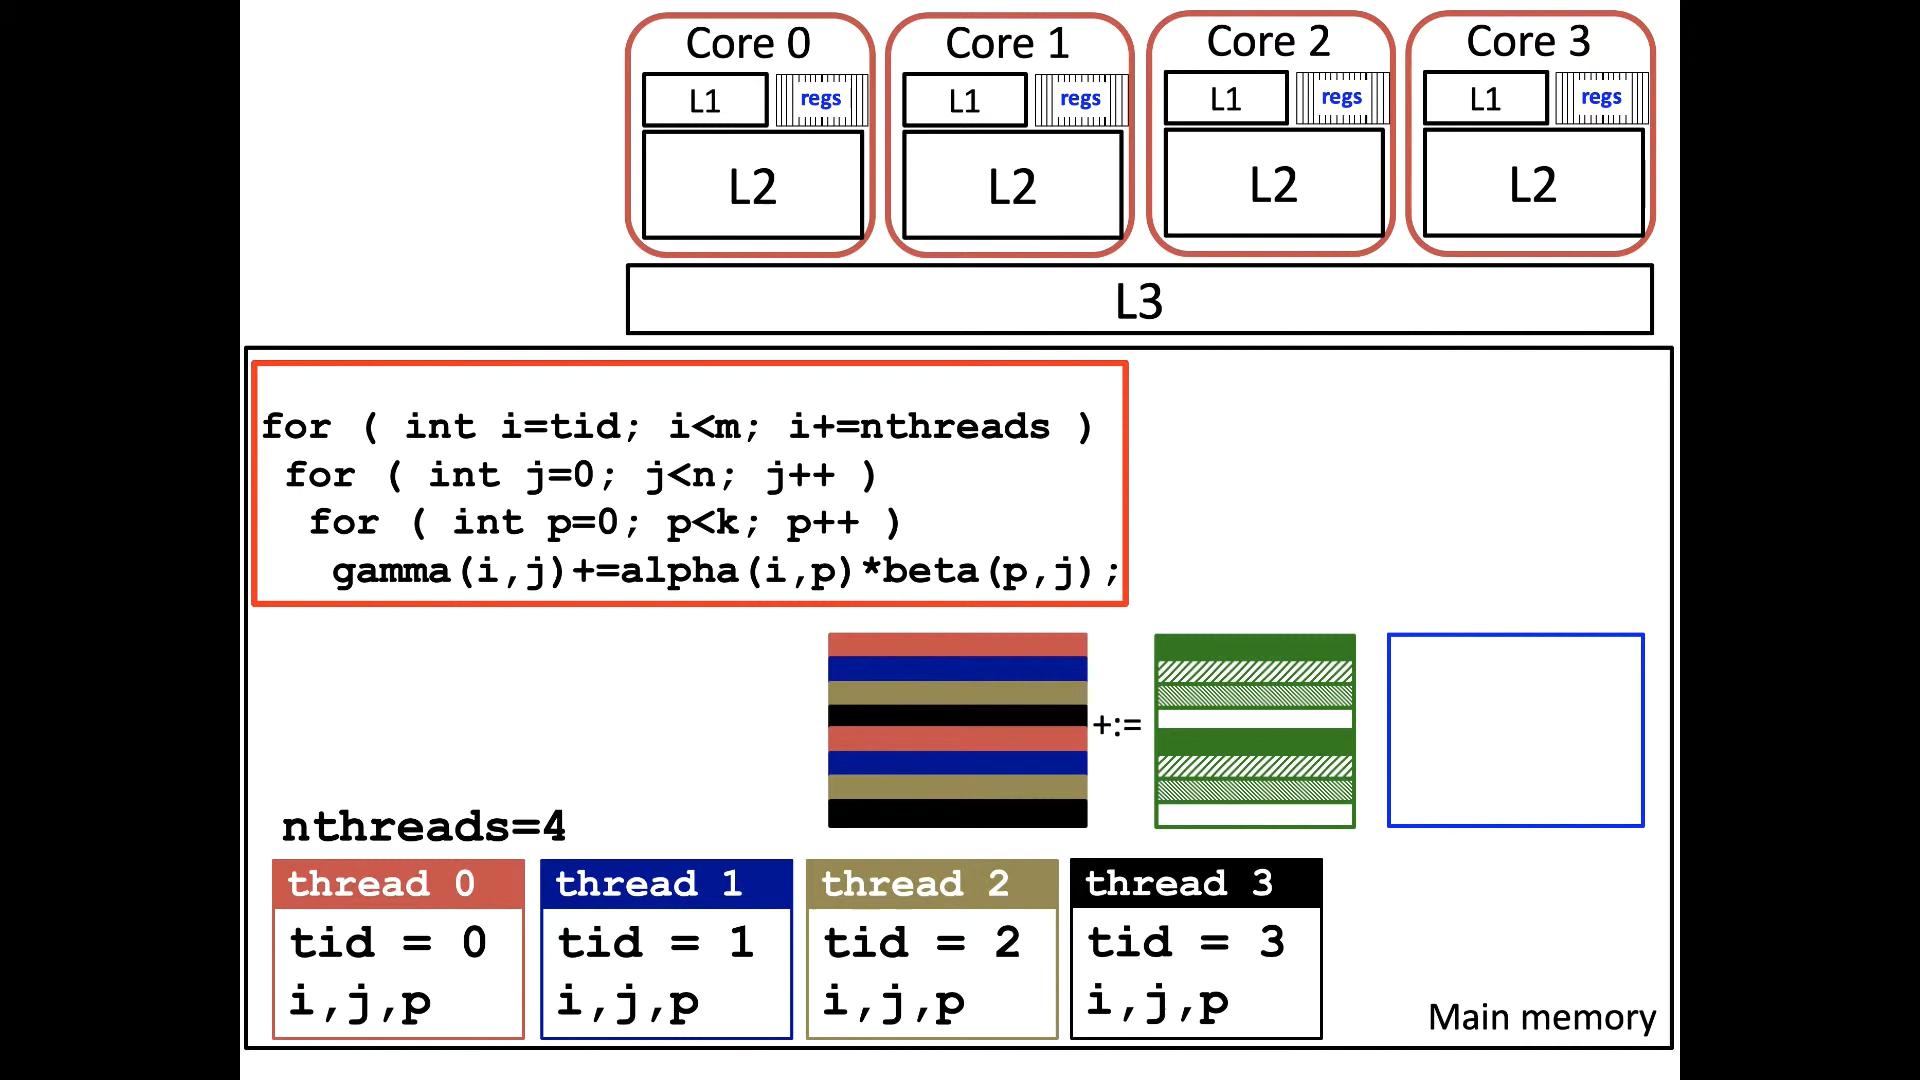 Core 0 Core 1 Core 2 Core 3
L1 regs L1 regs L1 regs L1 regs
L2 L2 L2 L2
L3
for ( int i=tid; i<m; i+=nthreads )
for ( int j=0; j<n; j++ )
for ( int p=0; p<k; p++ )
gamma(i,j)+=alpha(i,p)*beta(p,j);
+:=
nthreads=4
thread 0 thread 1 thread 2 thread 3
tid = 0 tid = 1 tid = 2 tid = 3
i,j,p i,j,p i,j,p i,j,p
Main memory